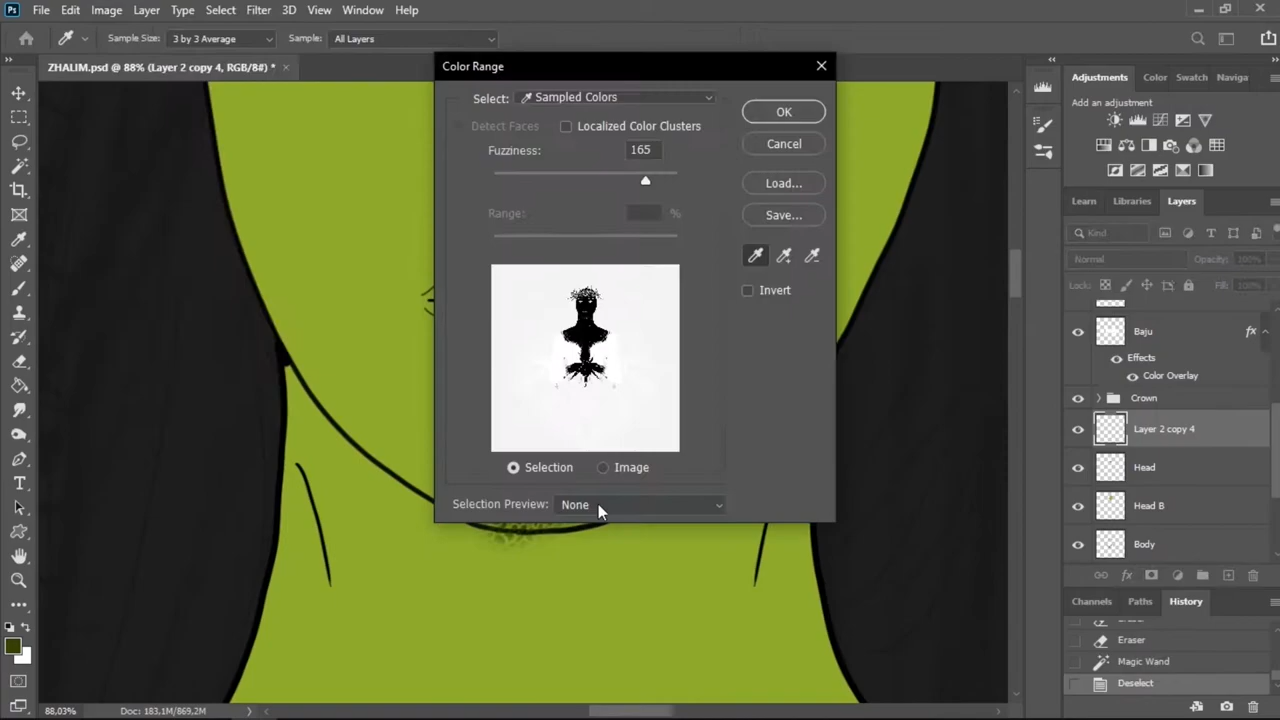 Ps File Edit Image Layer Type Select Filter 3D View Window Help
Sample Size: 3 by 3 Average Sample: All Layers
ZHALIM.psd @ 88% (Layer 2 copy 4, RGB/8#) *
Color Range
Select: Sampled Colors
Detect Faces Localized Color Clusters
Fuzziness: 165
Range: %
Selection Image
Selection Preview: None
OK
Cancel
Load...
Save...
Invert
Adjustments Color Swatch Naviga
Add an adjustment
Learn Libraries Layers
Kind
Normal Opacity: 100%
Lock: Fill: 100%
Baju fx
Effects
Color Overlay
Crown
Layer 2 copy 4
Head
Head B
Body
fx
Channels Paths History
Eraser
Eraser
Magic Wand
Deselect
88,03% Doc: 183,1M/869,2M